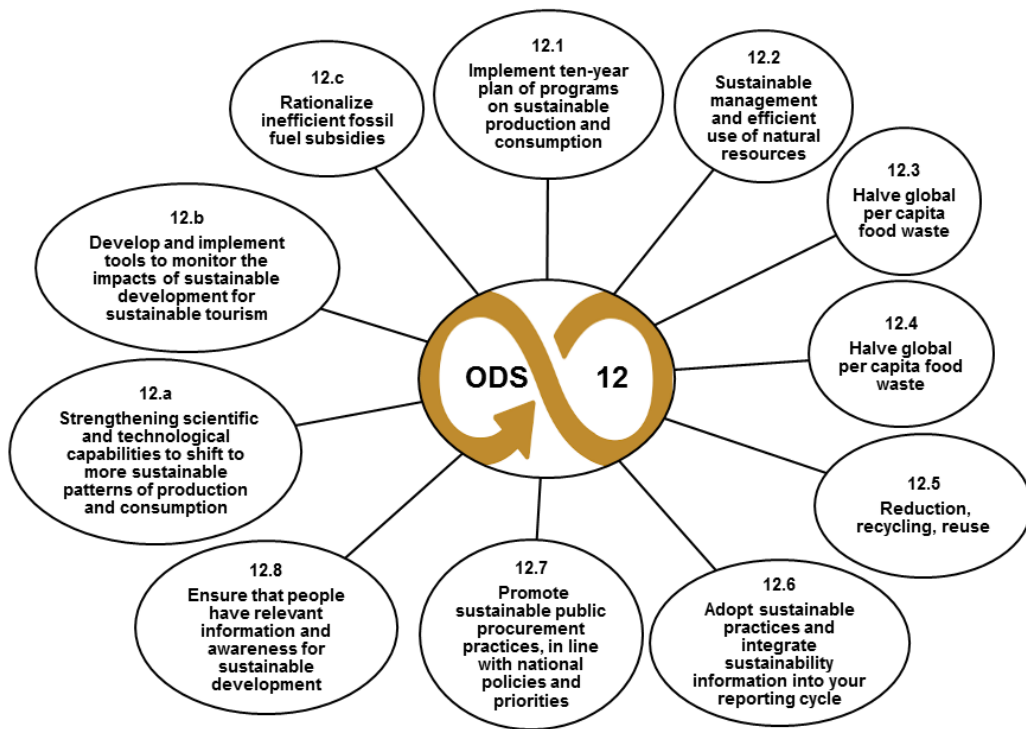 12.1
Implement ten-year
plan of programs
on sustainable
production and
consumption
12.2
Sustainable
management
and efficient
use of natural
resources
12.3
Halve global
per capita
food waste
12.4
Halve global
per capita food
waste
12.5
Reduction,
recycling, reuse
12.6
Adopt sustainable
practices and
integrate
sustainability
information into your
reporting cycle
12.7
Promote
sustainable public
procurement
practices, in line
with national
policies and
priorities
12.8
Ensure that people
have relevant
information and
awareness for
sustainable
development
12.a
Strengthening scientific
and technological
capabilities to shift to
more sustainable
patterns of production
and consumption
12.b
Develop and implement
tools to monitor the
impacts of sustainable
development for
sustainable tourism
12.c
Rationalize
inefficient fossil
fuel subsidies
ODS 12